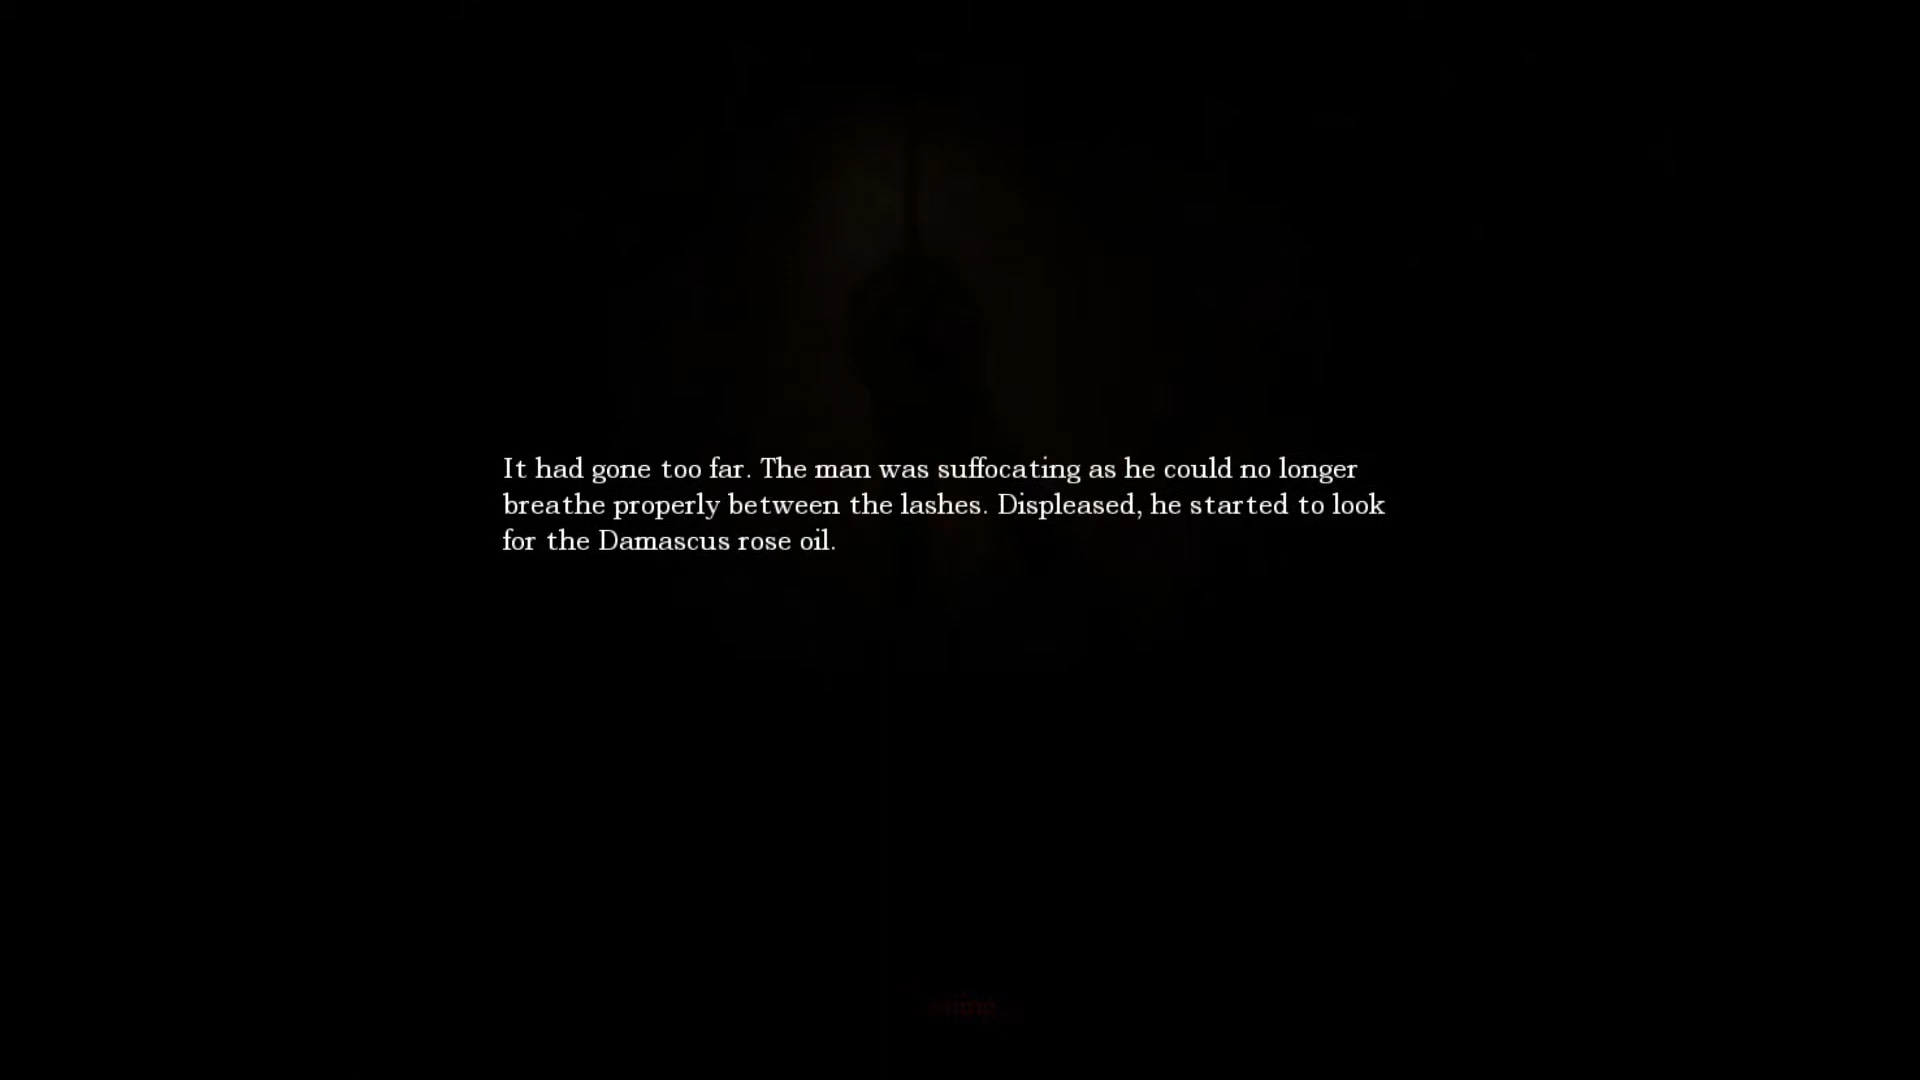 It had gone too far. The man was suffocating as he could no longer
breathe properly between the lashes. Displeased, he started to look
for the Damascus rose oil.